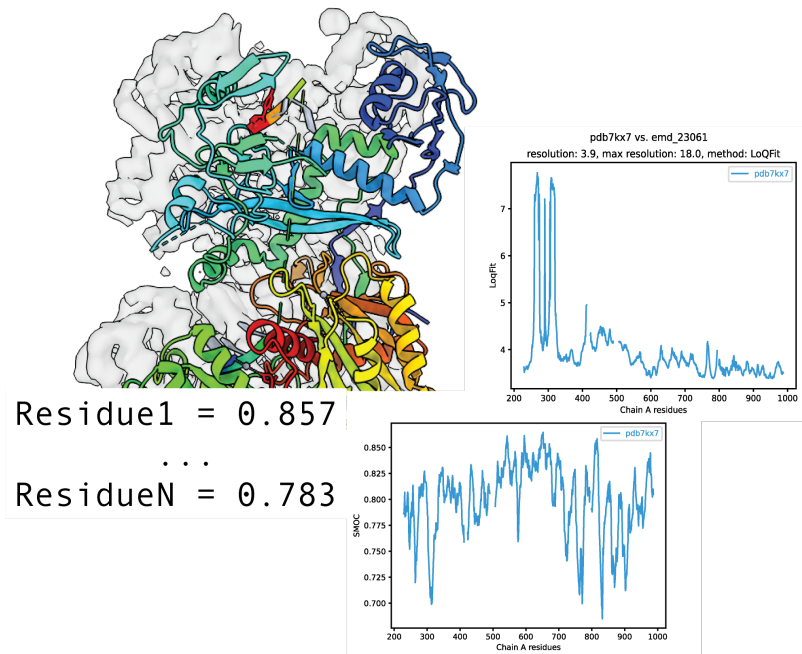 pdb7kx7 vs. emd_23061
resolution: 3.9, max resolution: 18.0, method: LoQFit
pdb7kx7
7
6
5
4
LoqFit
200 300 400 500 600 700 800 900 1000
Chain A residues
Residue1 = 0.857
...
ResidueN = 0.783
pdb7kx7
0.850
0.825
0.800
0.775
0.750
0.725
0.700
SMOC
200 300 400 500 600 700 800 900 1000
Chain A residues